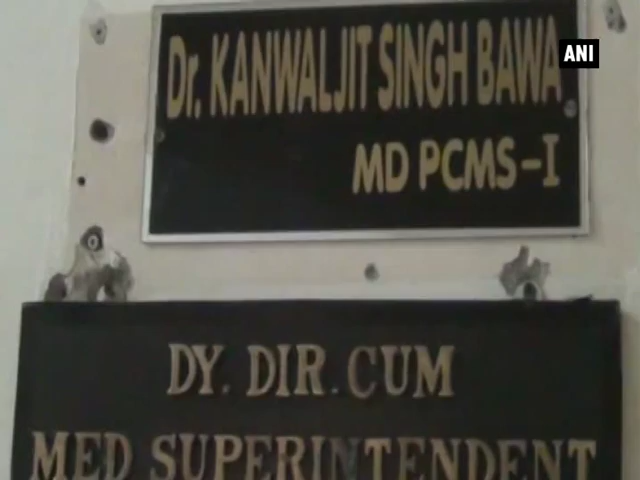 ANI
Dr. KANWALJIT SINGH BAWA
MD PCMS-I
DY. DIR. CUM
MED SUPERINTENDENT